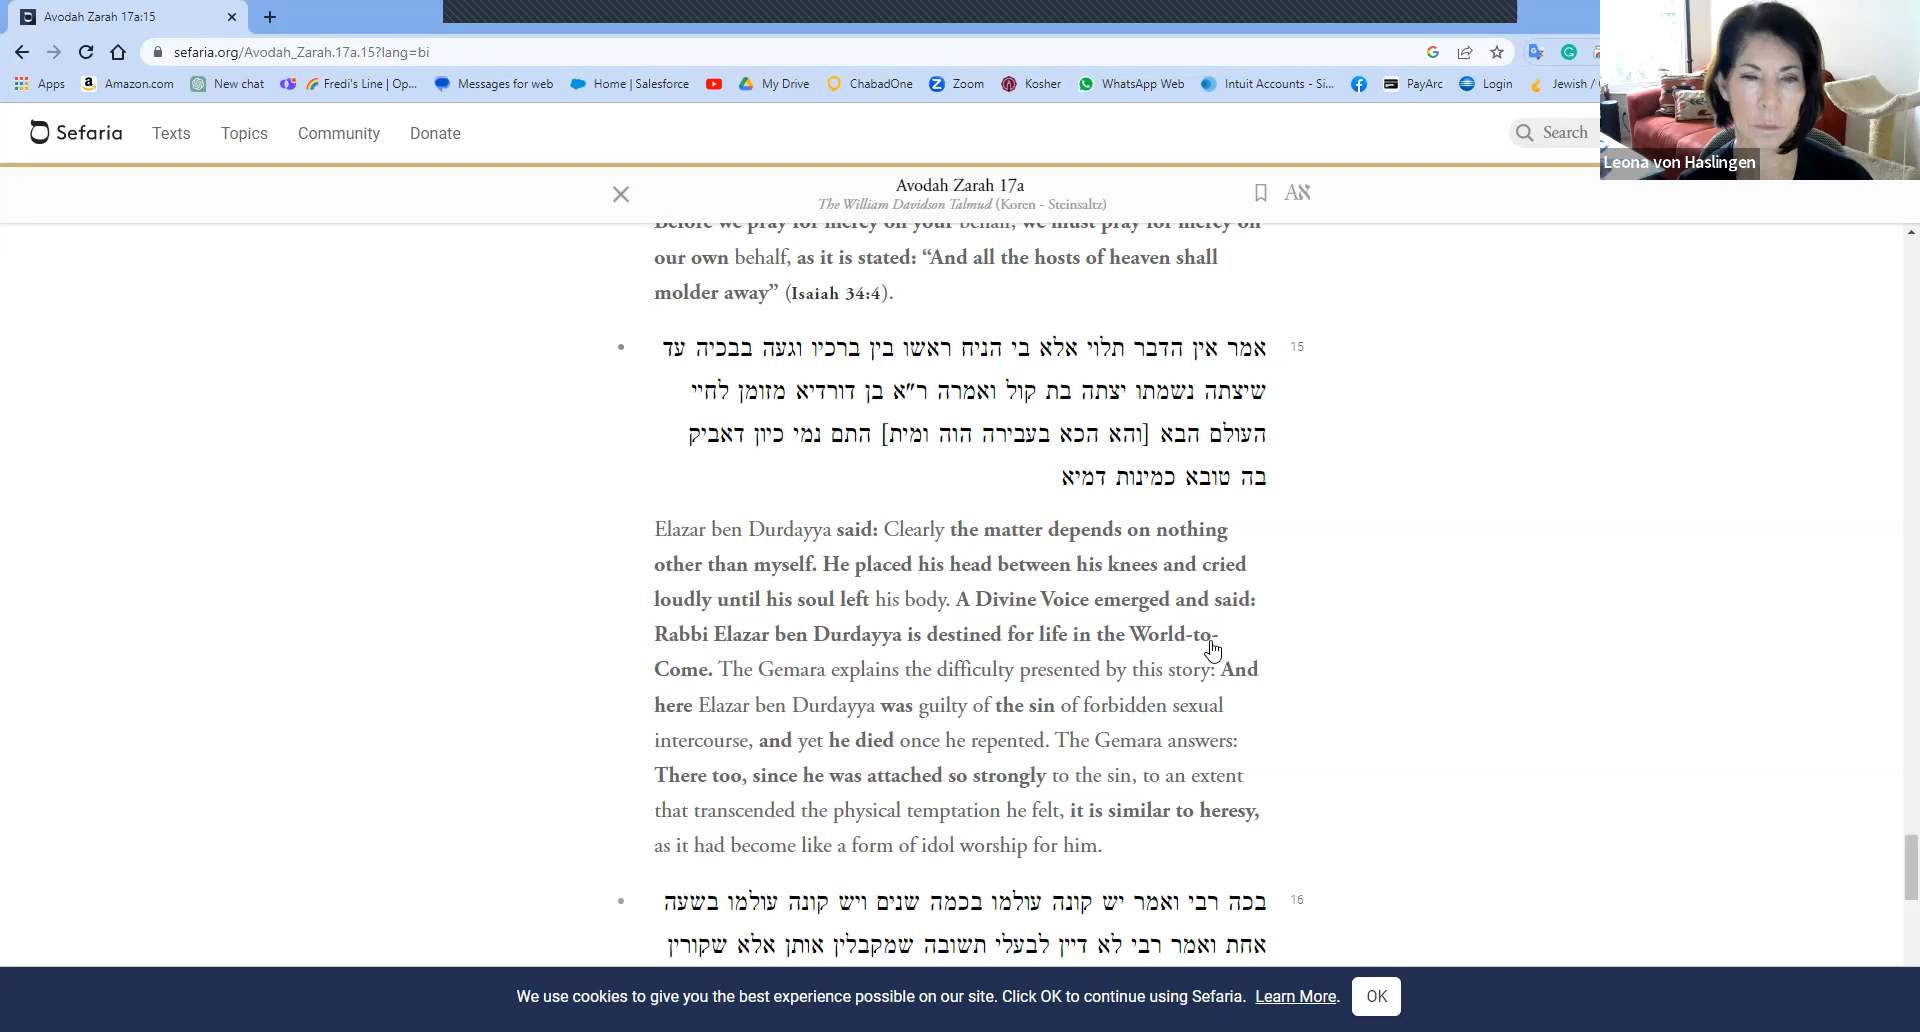 Avodah Zarah 17a:15
sefaria.org/Avodah_Zarah.17a.15?lang=bi
Apps Amazon.com New chat Fredi's Line | Op... Messages for web Home | Salesforce My Drive ChabadOne Zoom Kosher WhatsApp Web Intuit Accounts - Si... PayArc Login Jewish /
Sefaria Texts Topics Community Donate Search
Leona von Haslingen
Avodah Zarah 17a
The William Davidson Talmud (Koren - Steinsaltz)
Before we pray for mercy on your behalf, we must pray for mercy on
our own behalf, as it is stated: “And all the hosts of heaven shall
molder away” (Isaiah 34:4).
15
אמר אין הדבר תלוי אלא בי הניח ראשו בין ברכיו וגעה בבכיה עד
שיצתה נשמתו יצתה בת קול ואמרה ר״א בן דורדיא מזומן לחיי
העולם הבא [והא הכא בעבירה הוה ומית] התם נמי כיון דאביק
בה טובא כמינות דמיא
Elazar ben Durdayya said: Clearly the matter depends on nothing
other than myself. He placed his head between his knees and cried
loudly until his soul left his body. A Divine Voice emerged and said:
Rabbi Elazar ben Durdayya is destined for life in the World-to-
Come. The Gemara explains the difficulty presented by this story: And
here Elazar ben Durdayya was guilty of the sin of forbidden sexual
intercourse, and yet he died once he repented. The Gemara answers:
There too, since he was attached so strongly to the sin, to an extent
that transcended the physical temptation he felt, it is similar to heresy,
as it had become like a form of idol worship for him.
16
בכה רבי ואמר יש קונה עולמו בכמה שנים ויש קונה עולמו בשעה
אחת ואמר רבי לא דיין לבעלי תשובה שמקבלין אותן אלא שקורין
We use cookies to give you the best experience possible on our site. Click OK to continue using Sefaria. Learn More. OK